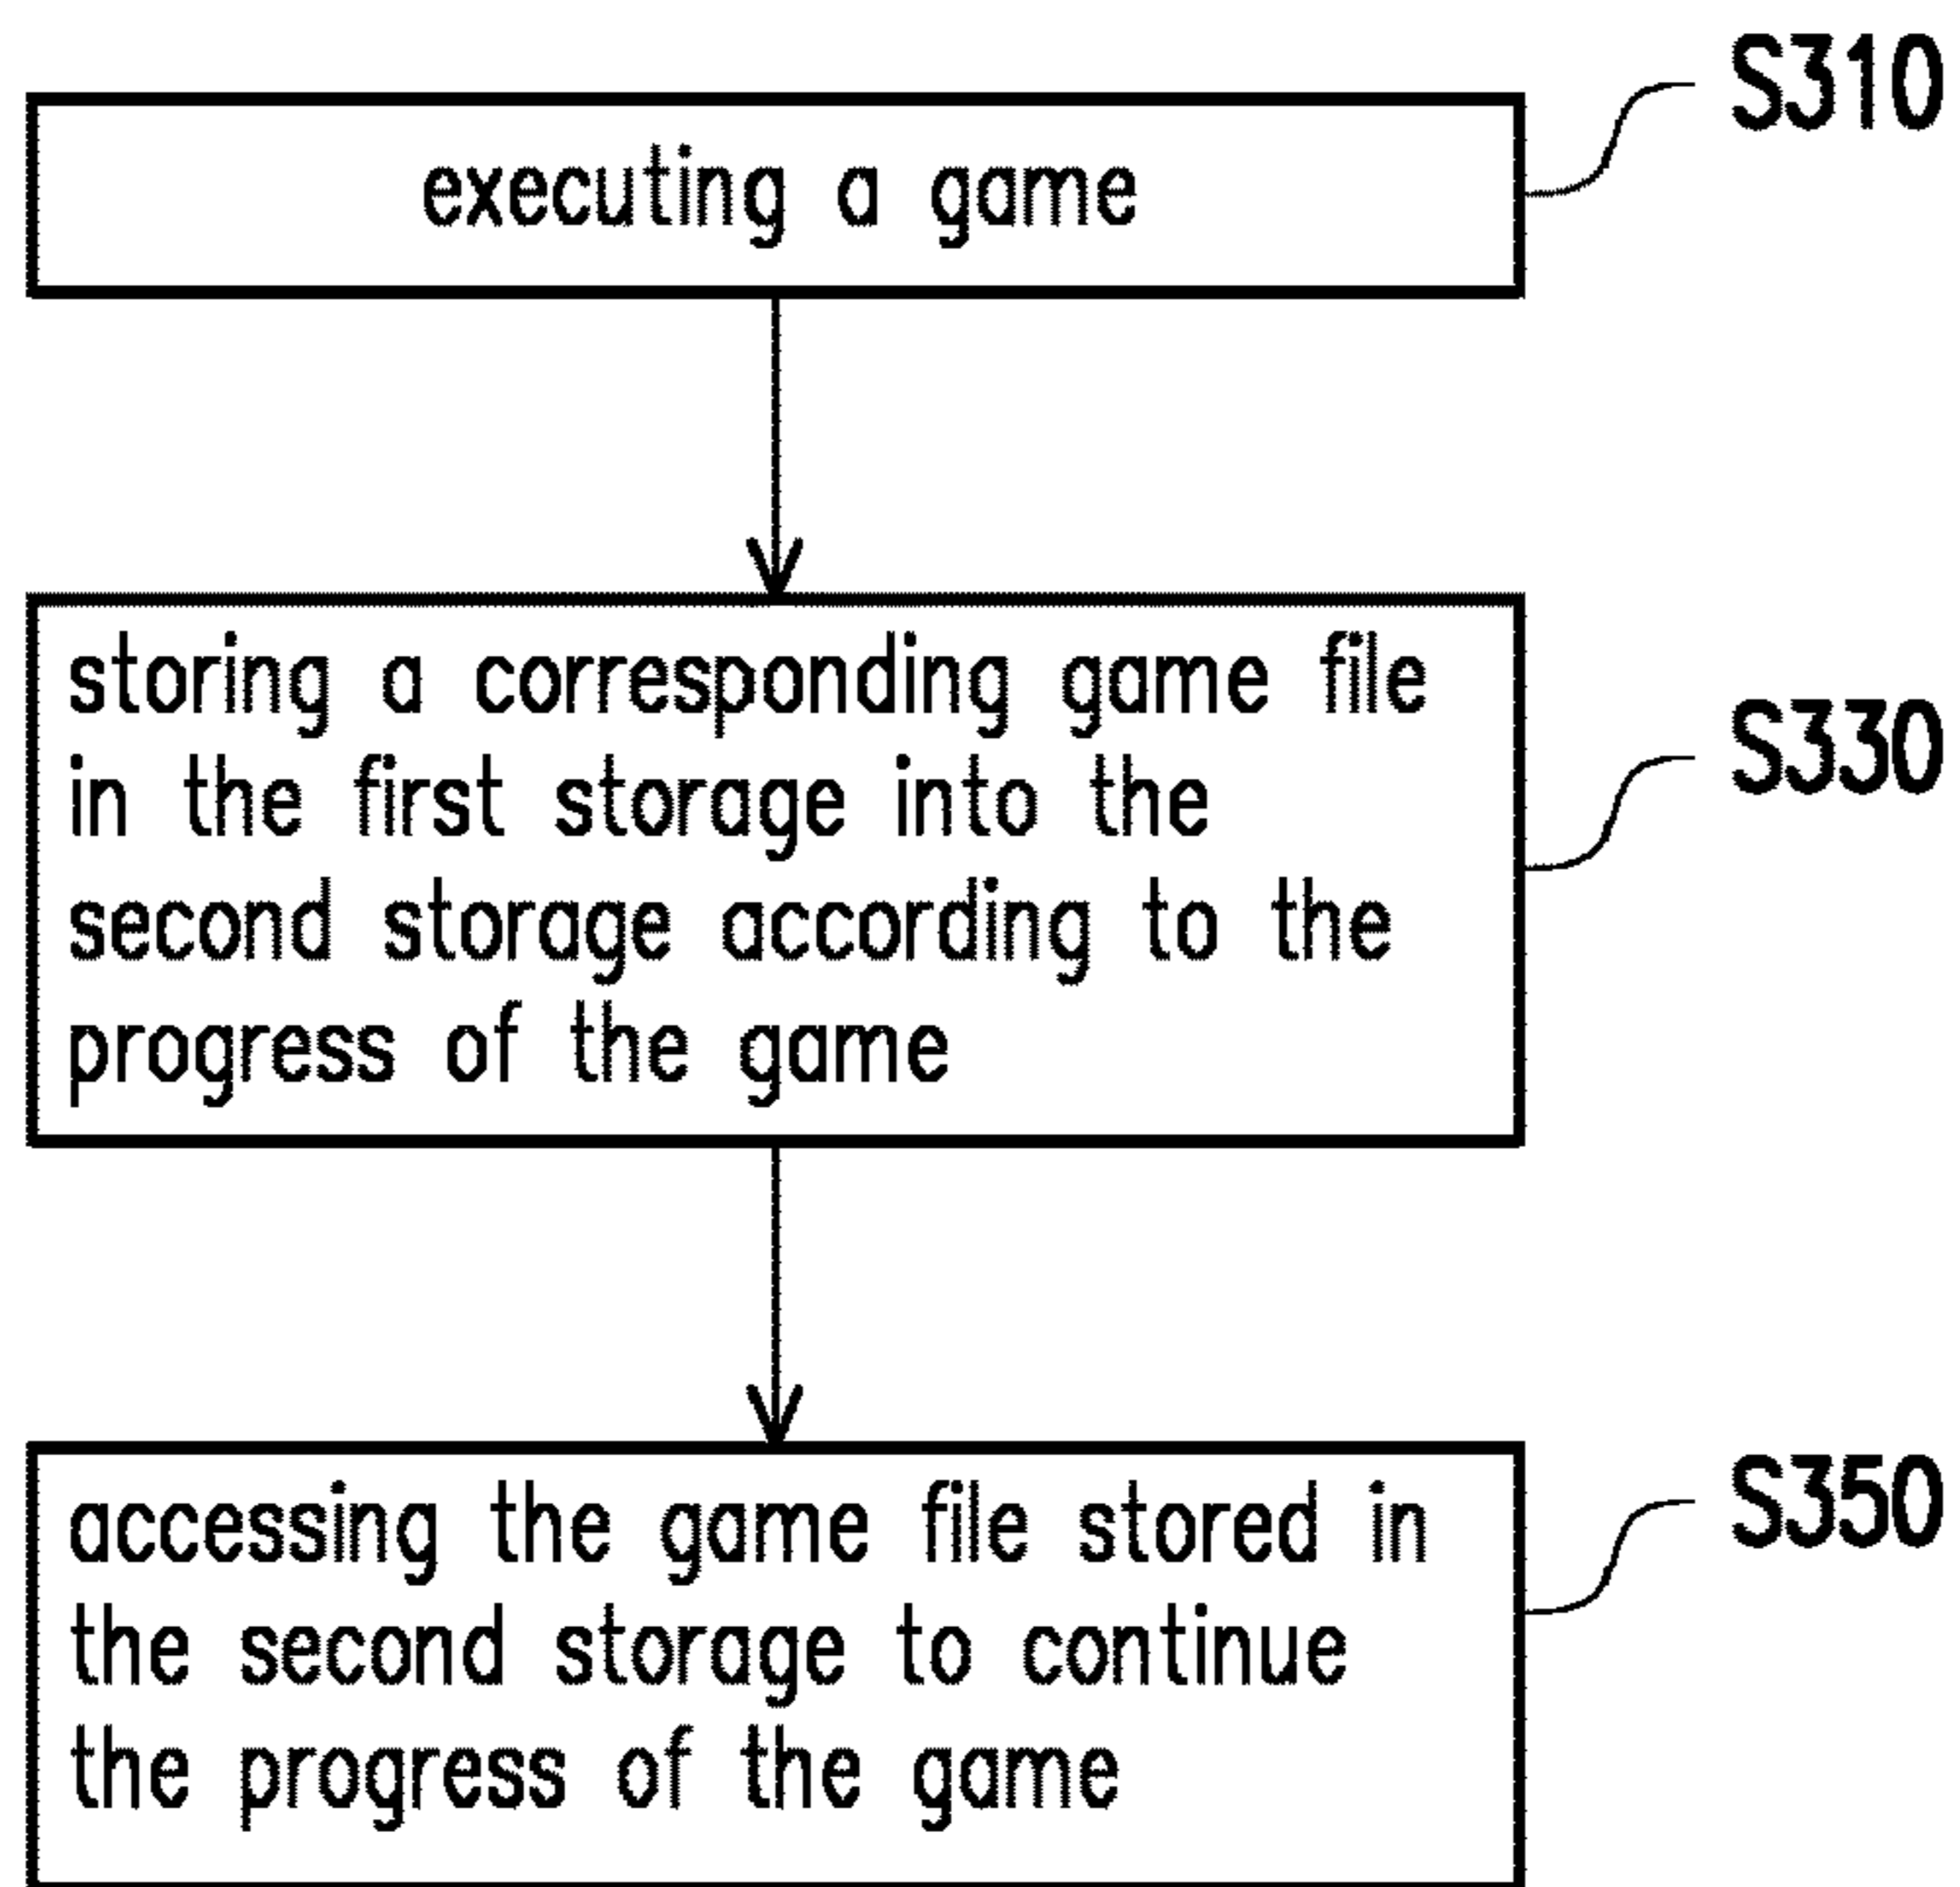 S310
executing a game
storing a corresponding game file
in the first storage into the
second storage according to the
progress of the game
S330
accessing the game file stored in
the second storage to continue
the progress of the game
S350